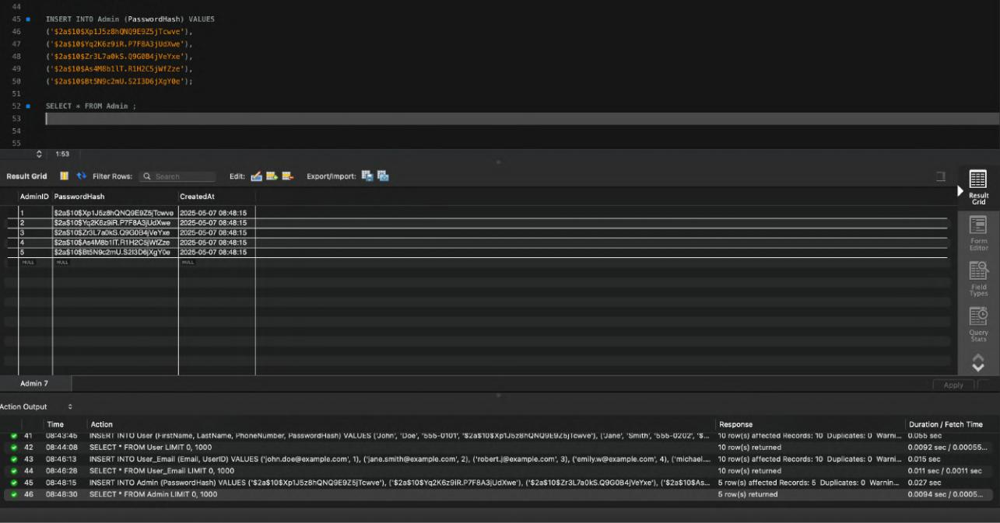 44
45 INSERT INTO Admin (PasswordHash) VALUES
46 ('$2a$10$Xp1J5z8hQNQ9E9Z5jTcwve'),
47 ('$2a$10$Yq2K6z9iR.P7F8A3jUdXwe'),
48 ('$2a$10$Zr3L7a0kS.Q9G0B4jVeYxe'),
49 ('$2a$10$As4M8b1lT.R1H2C5jWfZze'),
50 ('$2a$10$Bt5N9c2mU.S2I3D6jXgY0e');
51
52 SELECT * FROM Admin ;
53
54
55
1:53
Result Grid Filter Rows: Search Edit: Export/Import:
Result Grid
Form Editor
Field Types
Query Stats
AdminID PasswordHash CreatedAt
1 $2a$10$Xp1J5z8hQNQ9E9Z5jTcwve 2025-05-07 08:48:15
2 $2a$10$Yq2K6z9iR.P7F8A3jUdXwe 2025-05-07 08:48:15
3 $2a$10$Zr3L7a0kS.Q9G0B4jVeYxe 2025-05-07 08:48:15
4 $2a$10$As4M8b1lT.R1H2C5jWfZze 2025-05-07 08:48:15
5 $2a$10$Bt5N9c2mU.S2I3D6jXgY0e 2025-05-07 08:48:15
NULL NULL NULL
Admin 7 Apply
Action Output
Time Action Response Duration / Fetch Time
41 08:43:45 INSERT INTO User (FirstName, LastName, PhoneNumber, PasswordHash) VALUES ('John', 'Doe', '555-0101', '$2a$10$Xp1J5z8hQNQ9E9Z5jTcwve'), ('Jane', 'Smith', '555-0202', '$... 10 row(s) affected Records: 10 Duplicates: 0 Warni... 0.055 sec
42 08:44:08 SELECT * FROM User LIMIT 0, 1000 10 row(s) returned 0.0092 sec / 0.00055...
43 08:46:13 INSERT INTO User_Email (Email, UserID) VALUES ('john.doe@example.com', 1), ('jane.smith@example.com', 2), ('robert.j@example.com', 3), ('emily.w@example.com', 4), ('michael.... 10 row(s) affected Records: 10 Duplicates: 0 Warni... 0.015 sec
44 08:46:28 SELECT * FROM User_Email LIMIT 0, 1000 10 row(s) returned 0.011 sec / 0.0011 sec
45 08:48:15 INSERT INTO Admin (PasswordHash) VALUES ('$2a$10$Xp1J5z8hQNQ9E9Z5jTcwve'), ('$2a$10$Yq2K6z9iR.P7F8A3jUdXwe'), ('$2a$10$Zr3L7a0kS.Q9G0B4jVeYxe'), ('$2a$10$As... 5 row(s) affected Records: 5 Duplicates: 0 Warnin... 0.027 sec
46 08:48:30 SELECT * FROM Admin LIMIT 0, 1000 5 row(s) returned 0.0094 sec / 0.0005...